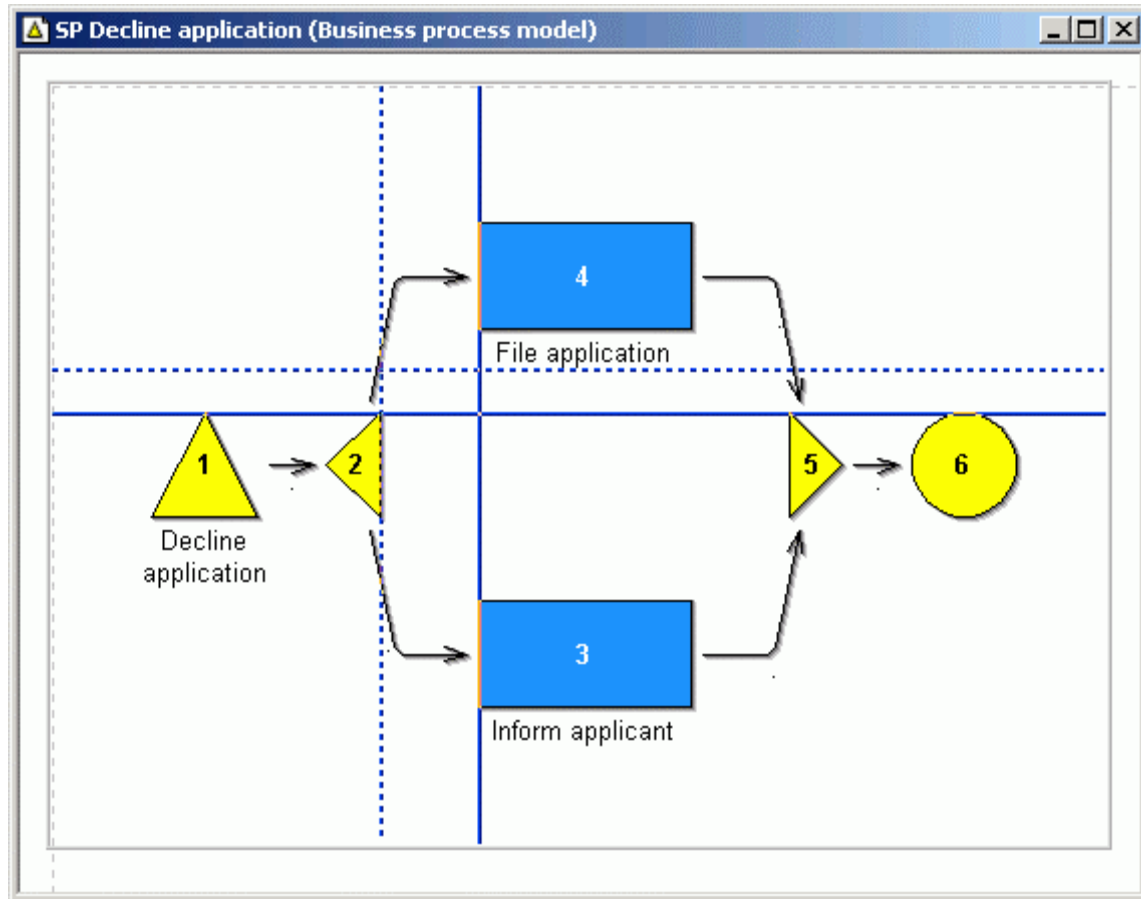 SP Decline application (Business process model)
4
File application
1
2
5
6
Decline
application
3
Inform applicant